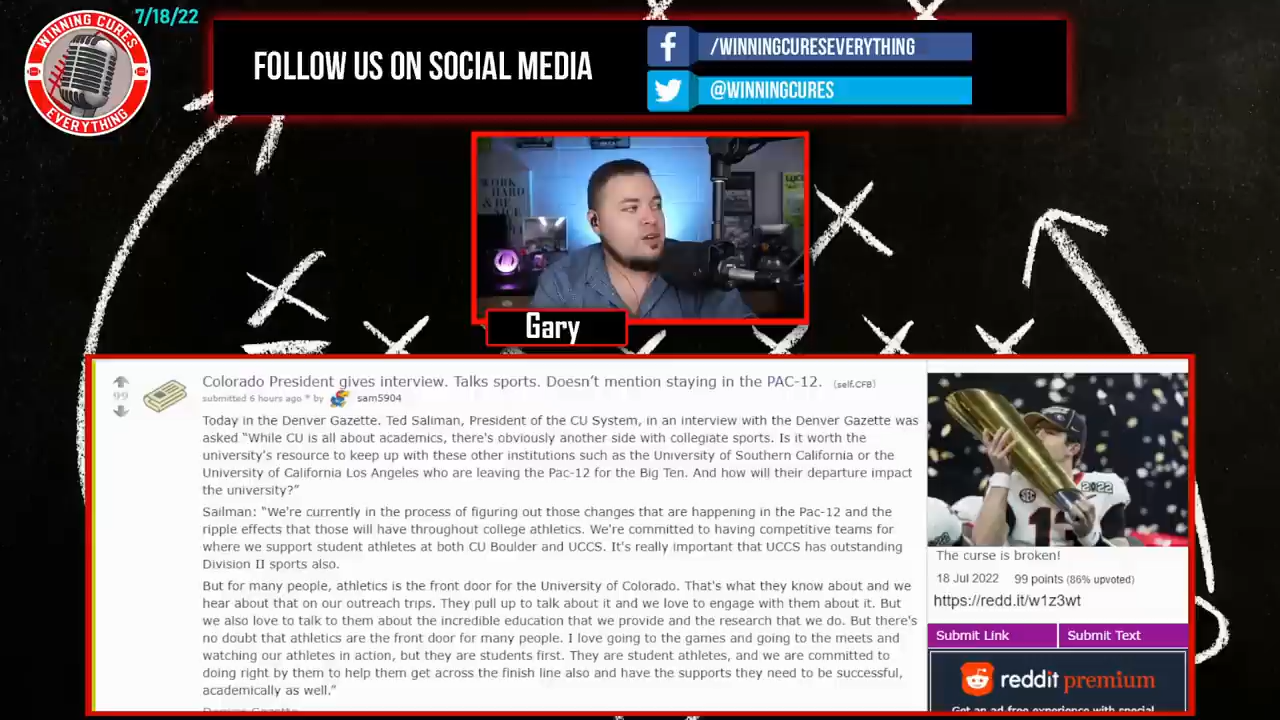 7/18/22
WINNING CURES
EVERYTHING
FOLLOW US ON SOCIAL MEDIA
/WINNINGCURESEVERYTHING
@WINNINGCURES
WORK
HARD
& BE
NICE
Gary
99
Colorado President gives interview. Talks sports. Doesn't mention staying in the PAC-12. (self.CFB)
submitted 6 hours ago * by sam5904
Today in the Denver Gazette. Ted Saliman, President of the CU System, in an interview with the Denver Gazette was
asked “While CU is all about academics, there's obviously another side with collegiate sports. Is it worth the
university's resource to keep up with these other institutions such as the University of Southern California or the
University of California Los Angeles who are leaving the Pac-12 for the Big Ten. And how will their departure impact
the university?”
Sailman: “We're currently in the process of figuring out those changes that are happening in the Pac-12 and the
ripple effects that those will have throughout college athletics. We're committed to having competitive teams for
where we support student athletes at both CU Boulder and UCCS. It's really important that UCCS has outstanding
Division II sports also.
But for many people, athletics is the front door for the University of Colorado. That's what they know about and we
hear about that on our outreach trips. They pull up to talk about it and we love to engage with them about it. But
we also love to talk to them about the incredible education that we provide and the research that we do. But there's
no doubt that athletics are the front door for many people. I love going to the games and going to the meets and
watching our athletes in action, but they are students first. They are student athletes, and we are committed to
doing right by them to help them get across the finish line also and have the supports they need to be successful,
academically as well.”
Denver Gazette
2022
SEC
13
The curse is broken!
18 Jul 2022 99 points (86% upvoted)
https://redd.it/w1z3wt
Submit Link
Submit Text
reddit premium
Get an ad-free experience with special